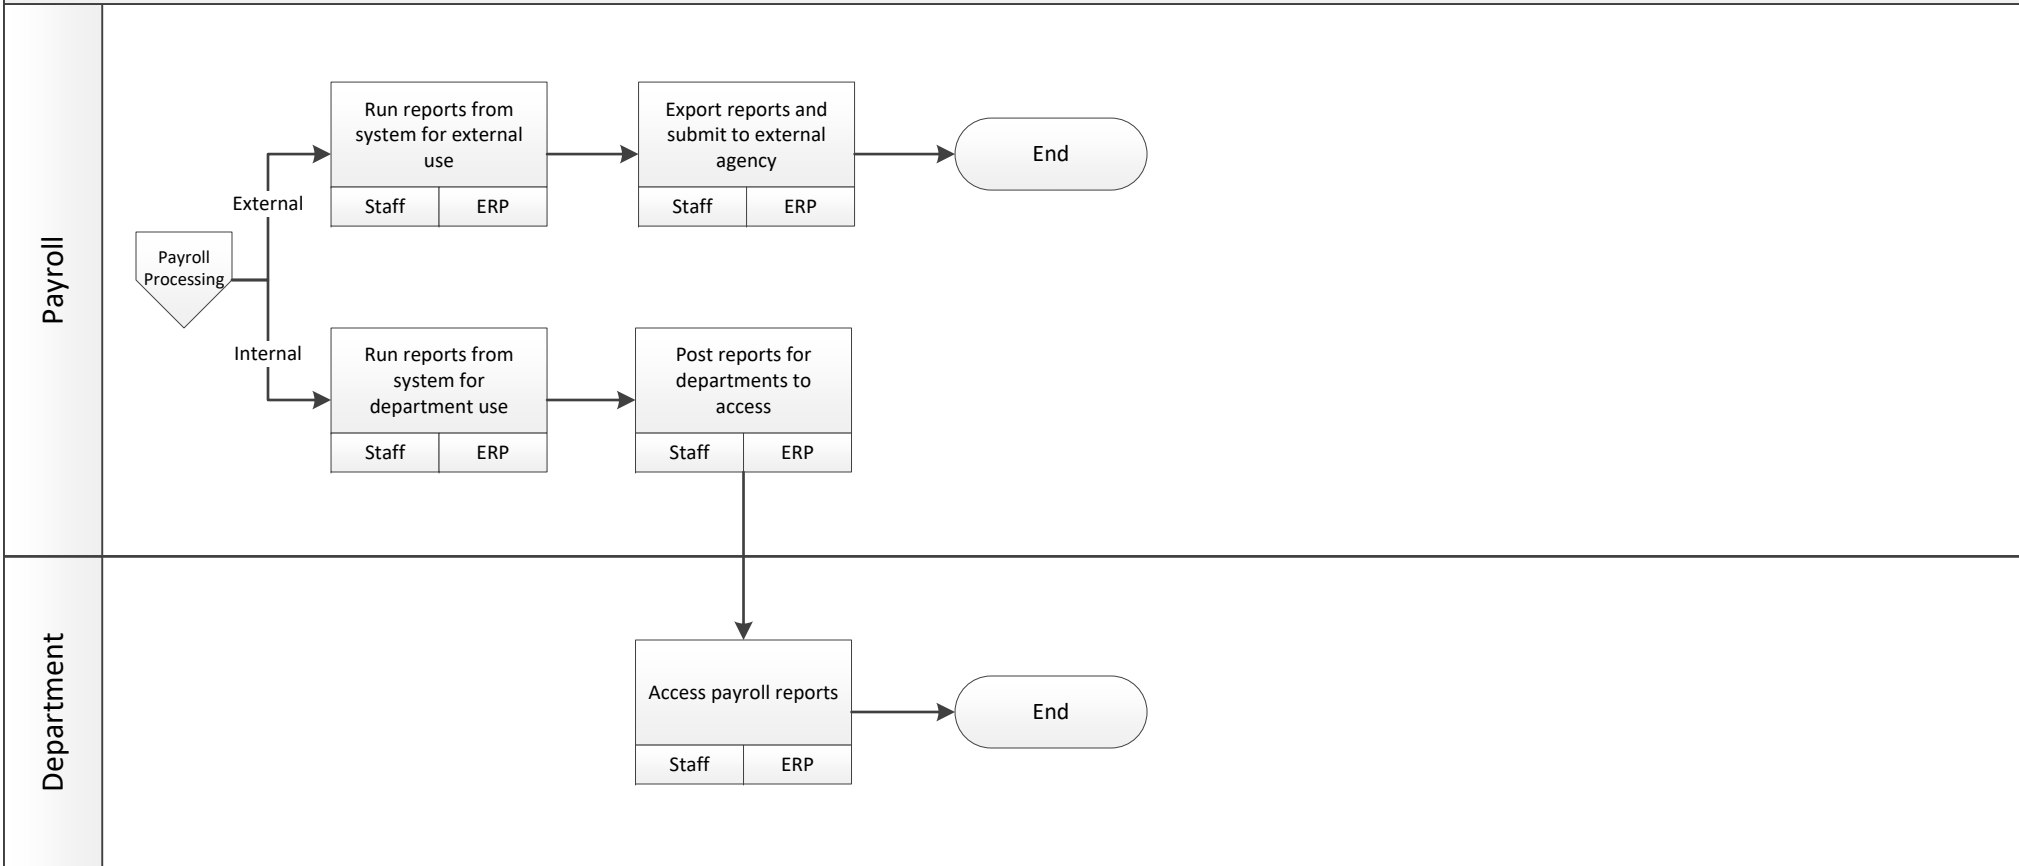 Payroll
Run reports from
system for external
use
Staff
ERP
Export reports and
submit to external
agency
Staff
ERP
End
External
Payroll
Processing
Internal
Run reports from
system for
department use
Staff
ERP
Post reports for
departments to
access
Staff
ERP
Department
Access payroll reports
Staff
ERP
End